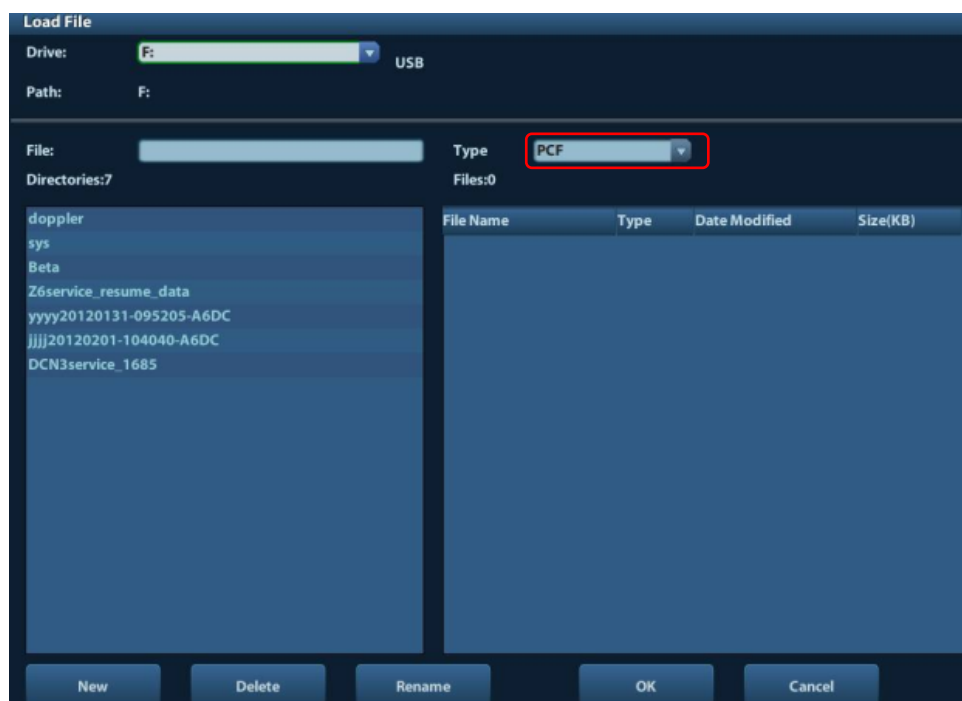 Load File
Drive: F: USB
Path: F:
File: Type PCF
Directories:7 Files:0
doppler
sys
Beta
Z6service_resume_data
yyyy20120131-095205-A6DC
jjjj20120201-104040-A6DC
DCN3service_1685
File Name Type Date Modified Size(KB)
New Delete Rename OK Cancel